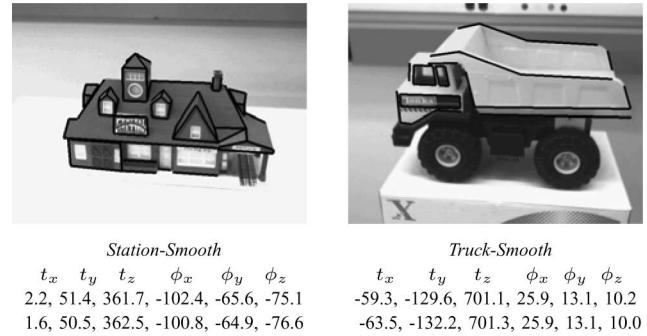 CENTRAL
STATION
Tonka
X
Station-Smooth
Truck-Smooth
t_x t_y t_z ϕ_x ϕ_y ϕ_z
t_x t_y t_z ϕ_x ϕ_y ϕ_z
2.2, 51.4, 361.7, -102.4, -65.6, -75.1
-59.3, -129.6, 701.1, 25.9, 13.1, 10.2
1.6, 50.5, 362.5, -100.8, -64.9, -76.6
-63.5, -132.2, 701.3, 25.9, 13.1, 10.0